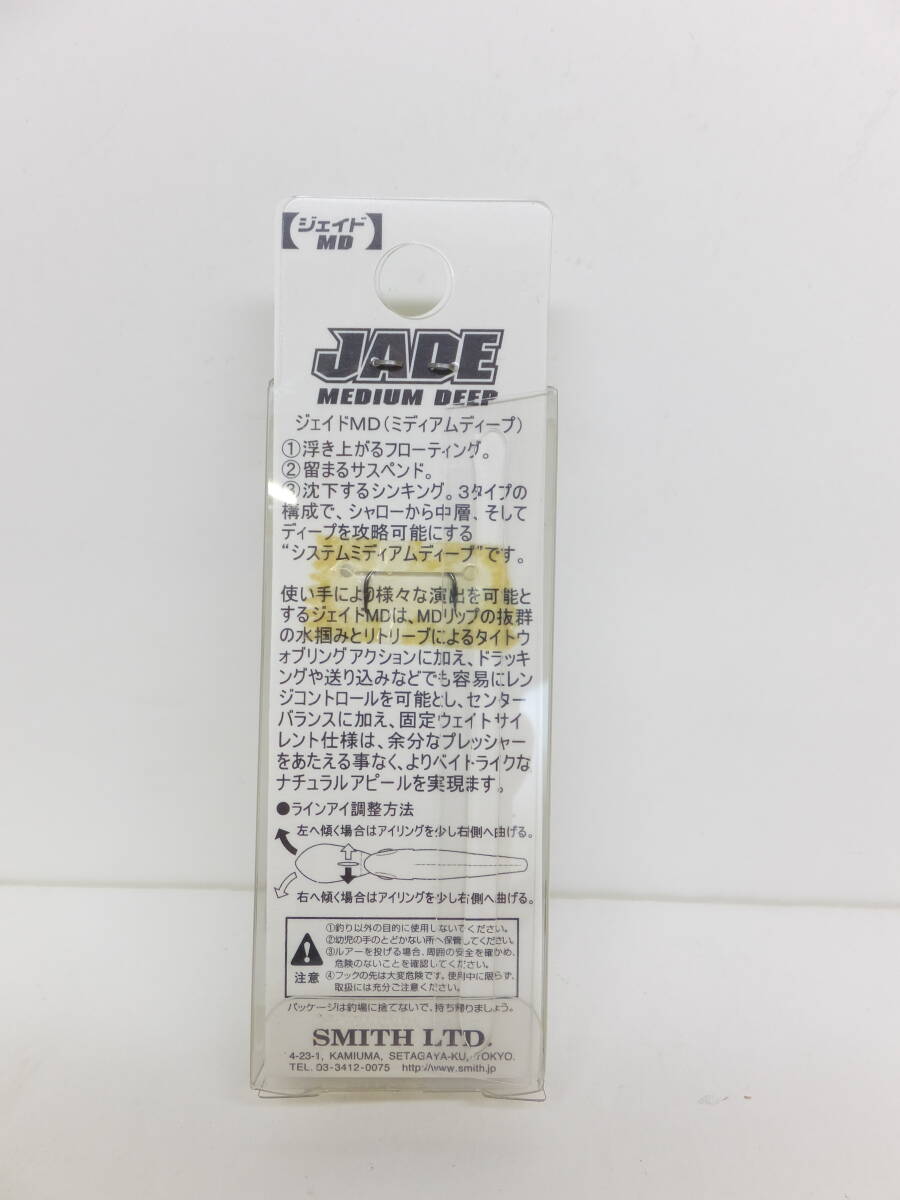 【ジェイド
MD】
JADE
MEDIUM DEEP
ジェイドMD(ミディアムディープ)
①浮き上がるフローティング。
②留まるサスペンド。
③沈下するシンキング。3タイプの
構成で、シャローから中層、そして
ディープを攻略可能にする
“システムミディアムディープ”です。
使い手により様々な演出を可能と
するジェイドMDは、MDリップの抜群
の水掴みとリトリーブによるタイトウ
ォブリングアクションに加え、ドラッキ
ングや送り込みなどでも容易にレン
ジコントロールを可能とし、センター
バランスに加え、固定ウェイトサイ
レント仕様は、余分なプレッシャー
をあたえる事なく、よりベイトライクな
ナチュラルアピールを実現ます。
●ラインアイ調整方法
左へ傾く場合はアイリングを少し右側へ曲げる。
右へ傾く場合はアイリングを少し右側へ曲げる。
注意
①釣り以外の目的に使用しないでください。
②幼児の手のとどかない所へ保管してください。
③ルアーを投げる場合、周囲の安全を確かめ、
危険のないことを確認してください。
④フックの先は大変危険です。使用中に限らず、
取扱には充分ご注意ください。
パッケージは釣場に捨てないで、持ち帰りましょう。
SMITH LTD.
4-23-1, KAMIUMA, SETAGAYA-KU, TOKYO.
TEL. 03-3412-0075 http://www.smith.jp